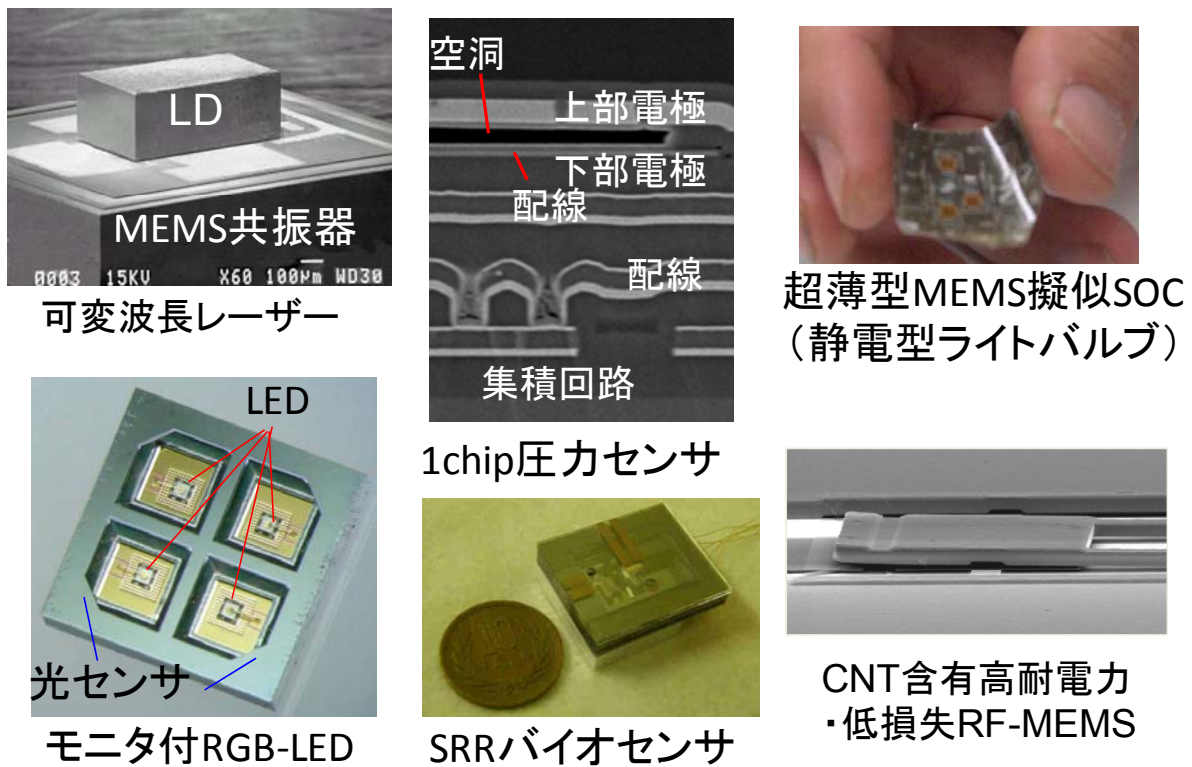 LD
MEMS共振器
0003 15KV X60 100µm WD30
可変波長レーザー
空洞
上部電極
下部電極
配線
配線
集積回路
1chip圧力センサ
超薄型MEMS擬似SOC
(静電型ライトバルブ)
LED
光センサ
モニタ付RGB-LED
10
SRRバイオセンサ
CNT含有高耐電力
・低損失RF-MEMS